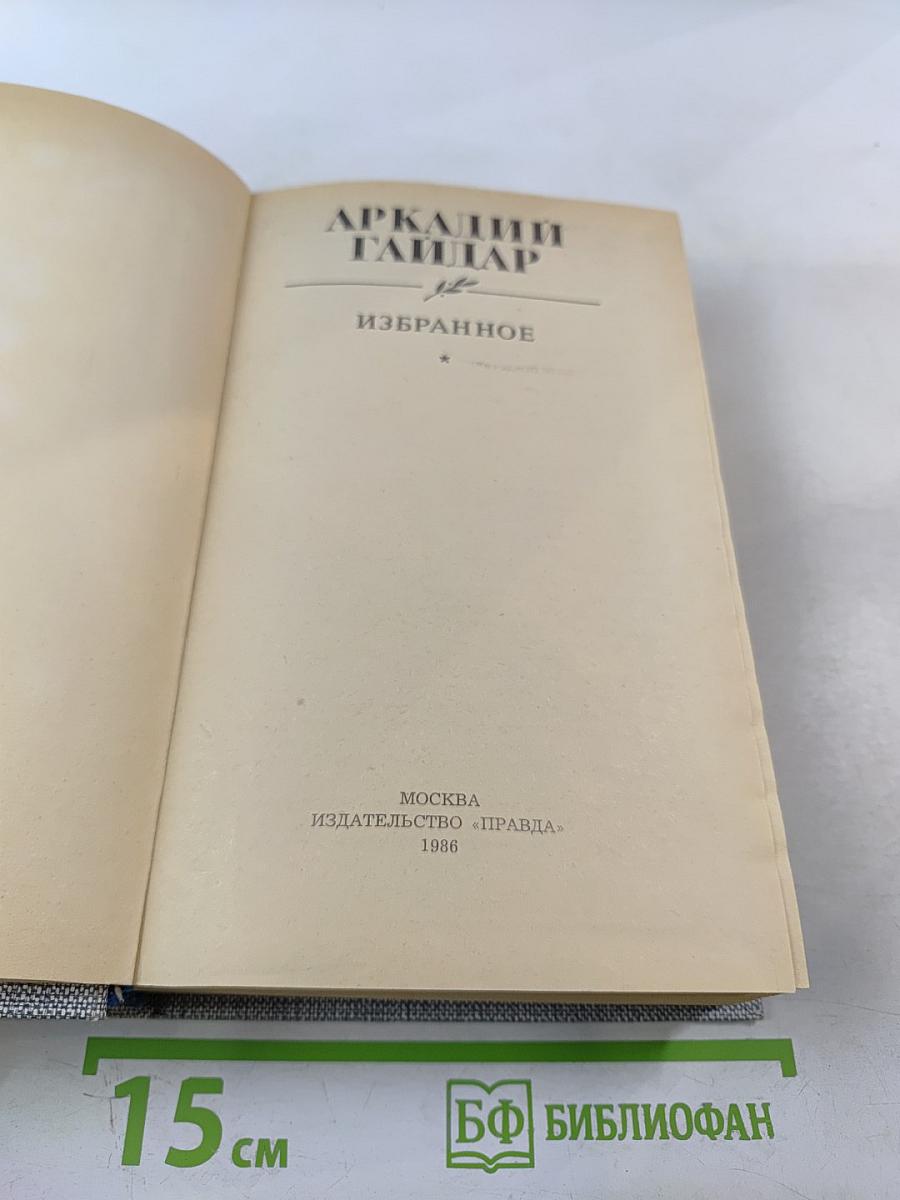 АРКАДИЙ
ГАЙДАР
ИЗБРАННОЕ
*
МОСКВА
ИЗДАТЕЛЬСТВО «ПРАВДА»
1986
15 см
БФ БИБЛИОФАН